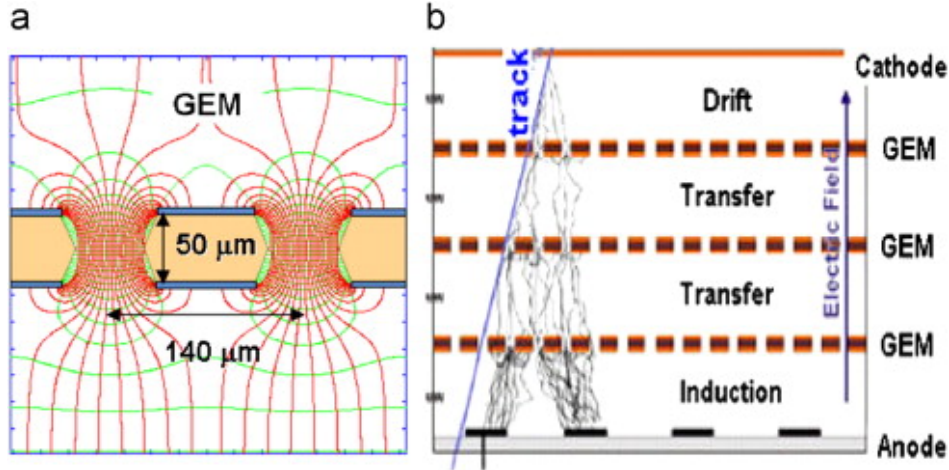 a
GEM
50 μm
140 μm
b
track
Cathode
Drift
GEM
Transfer
Electric Field
GEM
Transfer
GEM
Induction
Anode